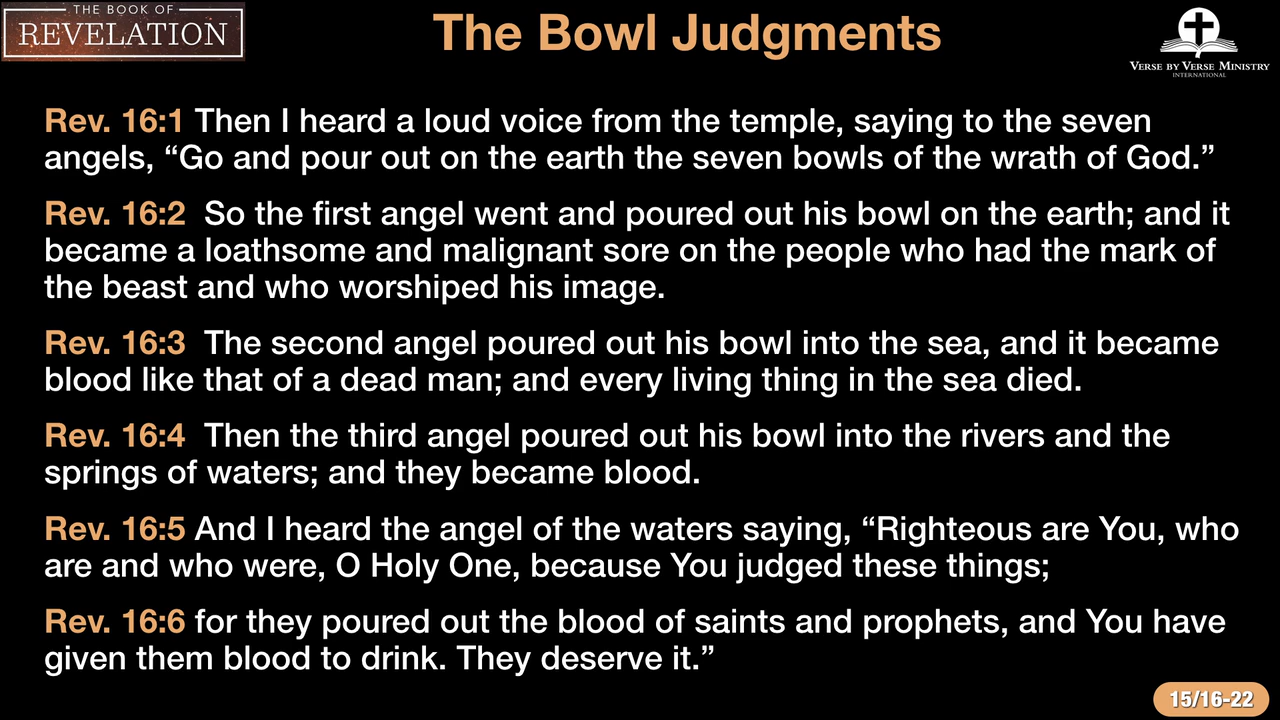 THE BOOK OF
REVELATION
The Bowl Judgments
VERSE BY VERSE MINISTRY
INTERNATIONAL
Rev. 16:1 Then I heard a loud voice from the temple, saying to the seven
angels, “Go and pour out on the earth the seven bowls of the wrath of God.”
Rev. 16:2 So the first angel went and poured out his bowl on the earth; and it
became a loathsome and malignant sore on the people who had the mark of
the beast and who worshiped his image.
Rev. 16:3 The second angel poured out his bowl into the sea, and it became
blood like that of a dead man; and every living thing in the sea died.
Rev. 16:4 Then the third angel poured out his bowl into the rivers and the
springs of waters; and they became blood.
Rev. 16:5 And I heard the angel of the waters saying, “Righteous are You, who
are and who were, O Holy One, because You judged these things;
Rev. 16:6 for they poured out the blood of saints and prophets, and You have
given them blood to drink. They deserve it.”
15/16-22